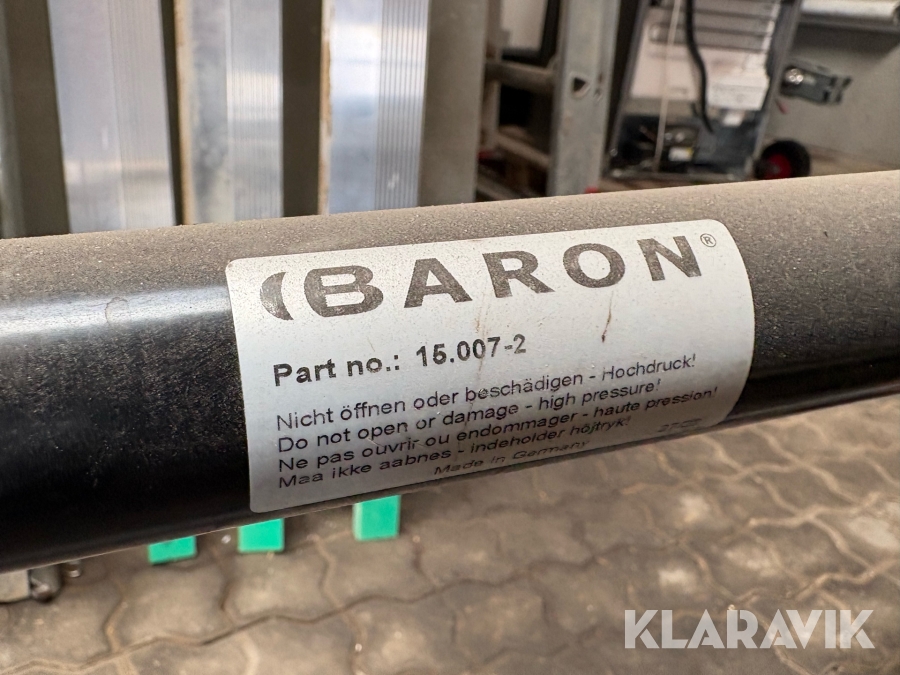 BARON®
Part no.: 15.007-2
Nicht öffnen oder beschädigen - Hochdruck!
Do not open or damage - high pressure!
Ne pas ouvrir ou endommager - haute pression!
Maa ikke aabnes - indeholder højtryk!
Made in Germany
KLARAVIK